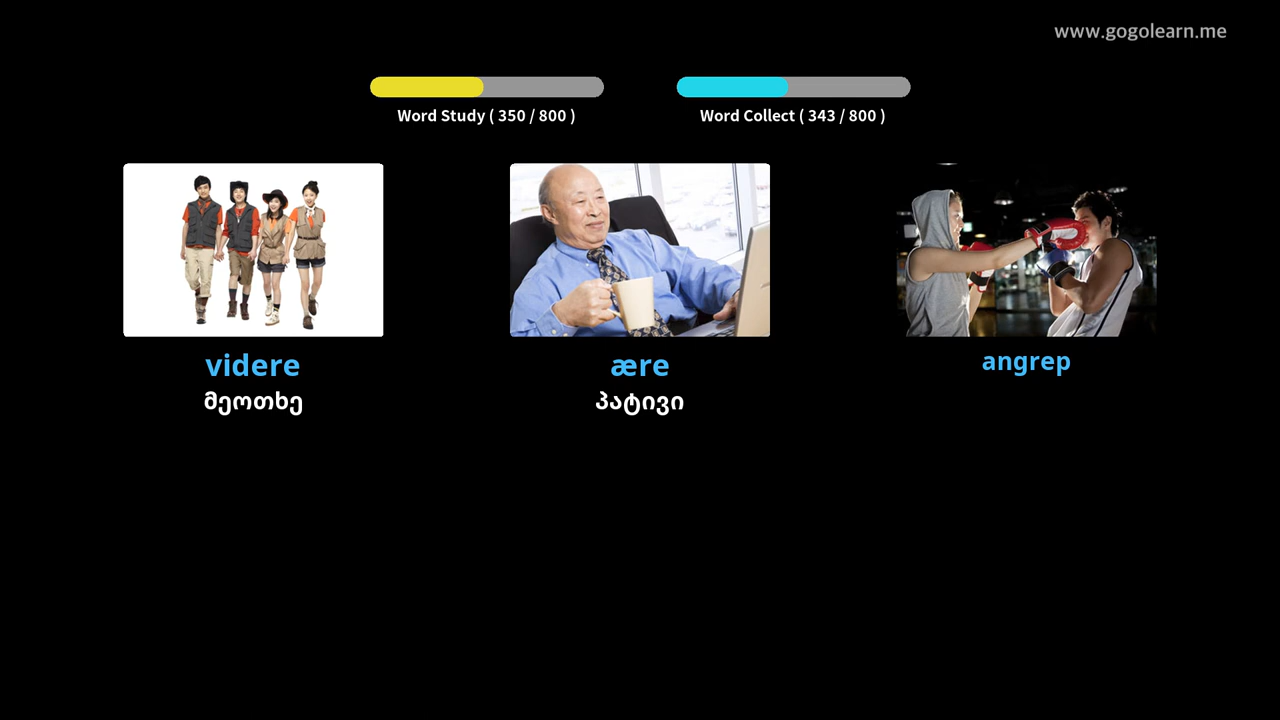 www.gogolearn.me
Word Study ( 350 / 800 )
Word Collect ( 343 / 800 )
videre
მეოთხე
ære
პატივი
angrep